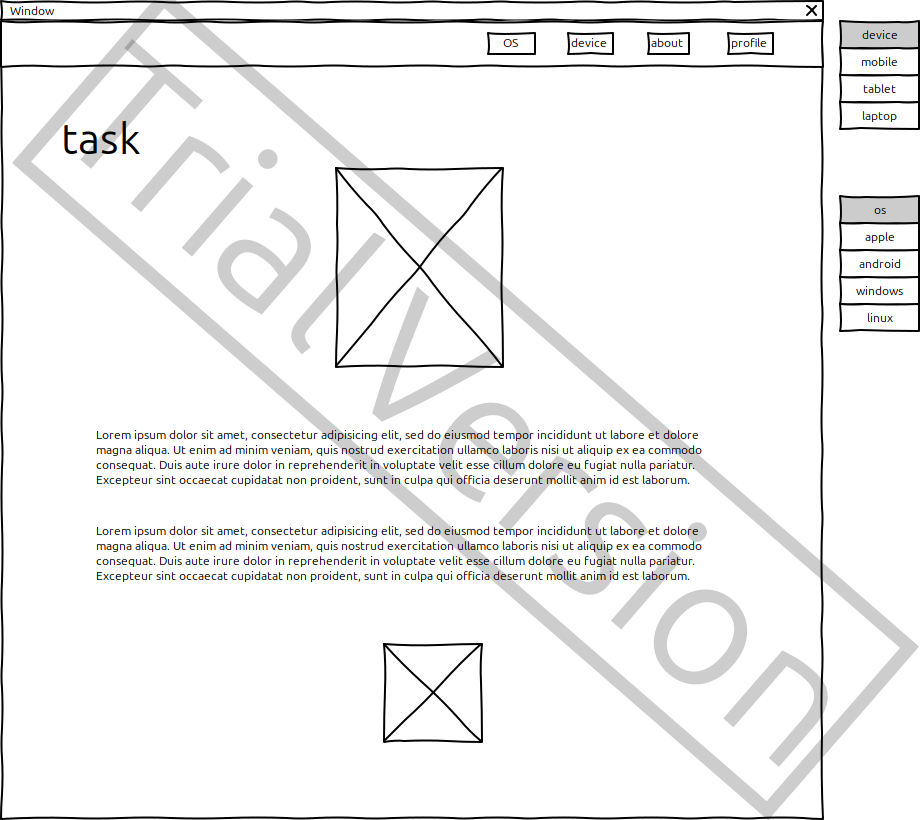 Window
OS
device
about
profile
task
Lorem ipsum dolor sit amet, consectetur adipisicing elit, sed do eiusmod tempor incididunt ut labore et dolore
magna aliqua. Ut enim ad minim veniam, quis nostrud exercitation ullamco laboris nisi ut aliquip ex ea commodo
consequat. Duis aute irure dolor in reprehenderit in voluptate velit esse cillum dolore eu fugiat nulla pariatur.
Excepteur sint occaecat cupidatat non proident, sunt in culpa qui officia deserunt mollit anim id est laborum.
Lorem ipsum dolor sit amet, consectetur adipisicing elit, sed do eiusmod tempor incididunt ut labore et dolore
magna aliqua. Ut enim ad minim veniam, quis nostrud exercitation ullamco laboris nisi ut aliquip ex ea commodo
consequat. Duis aute irure dolor in reprehenderit in voluptate velit esse cillum dolore eu fugiat nulla pariatur.
Excepteur sint occaecat cupidatat non proident, sunt in culpa qui officia deserunt mollit anim id est laborum.
device
mobile
tablet
laptop
os
apple
android
windows
linux
Trial Version